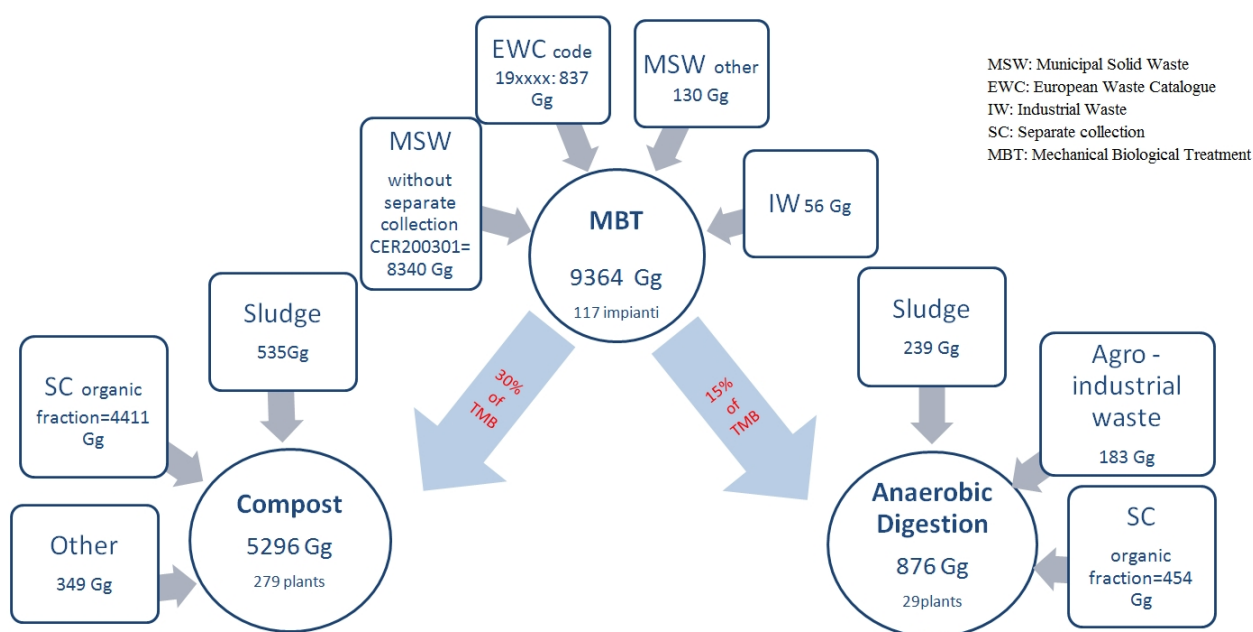 EWC code
19xxxx: 837
Gg
MSW other
130 Gg
MSW: Municipal Solid Waste
EWC: European Waste Catalogue
IW: Industrial Waste
SC: Separate collection
MBT: Mechanical Biological Treatment
MSW
without
separate
collection
CER200301=
8340 Gg
MBT
9364 Gg
117 impianti
IW 56 Gg
Sludge
535Gg
SC organic
fraction=4411
Gg
Other
349 Gg
Compost
5296 Gg
279 plants
30%
of
TMB
15%
of
TMB
Sludge
239 Gg
Agro -
industrial
waste
183 Gg
SC
organic
fraction=454
Gg
Anaerobic
Digestion
876 Gg
29plants